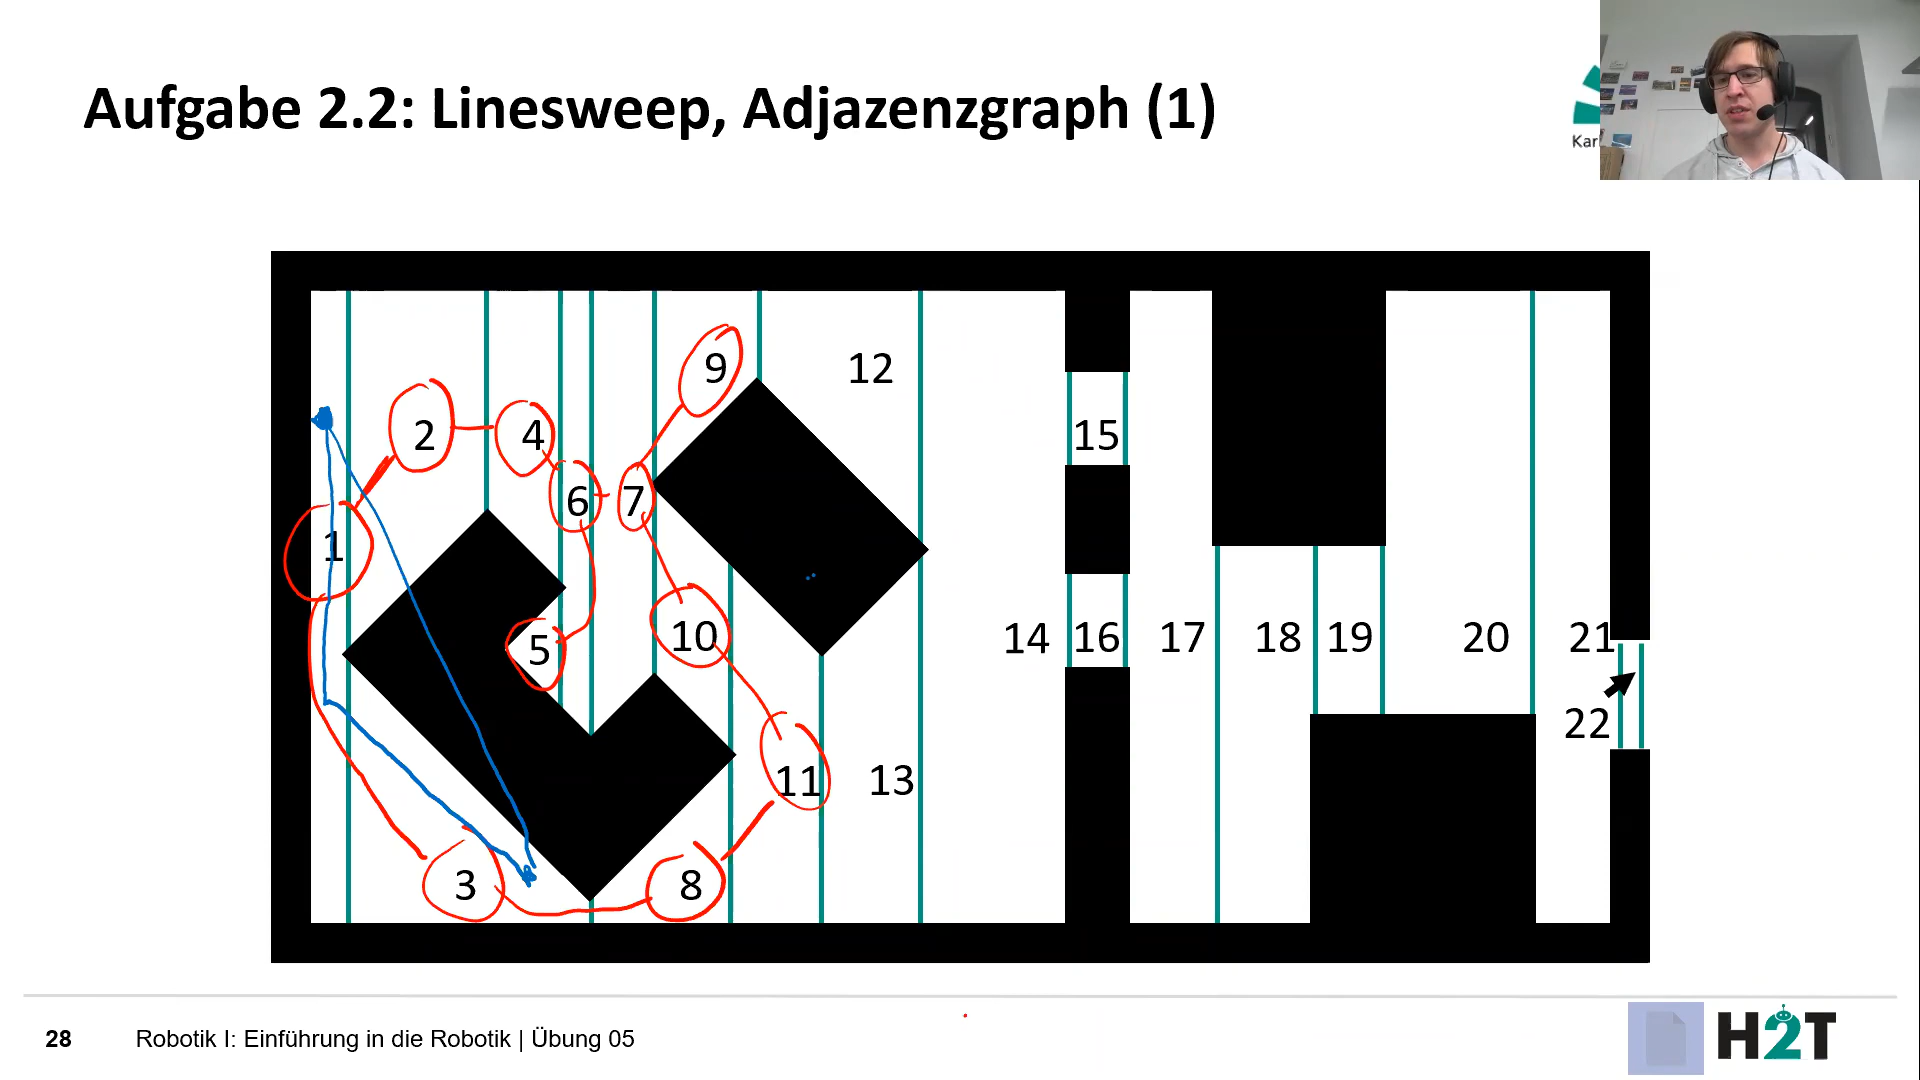 Aufgabe 2.2: Linesweep, Adjazenzgraph (1)
Kar
9 12
2 4 15
6 7
1
5 10 14 16 17 18 19 20 21
22
11 13
3 8
28 Robotik I: Einführung in die Robotik | Übung 05
H2T